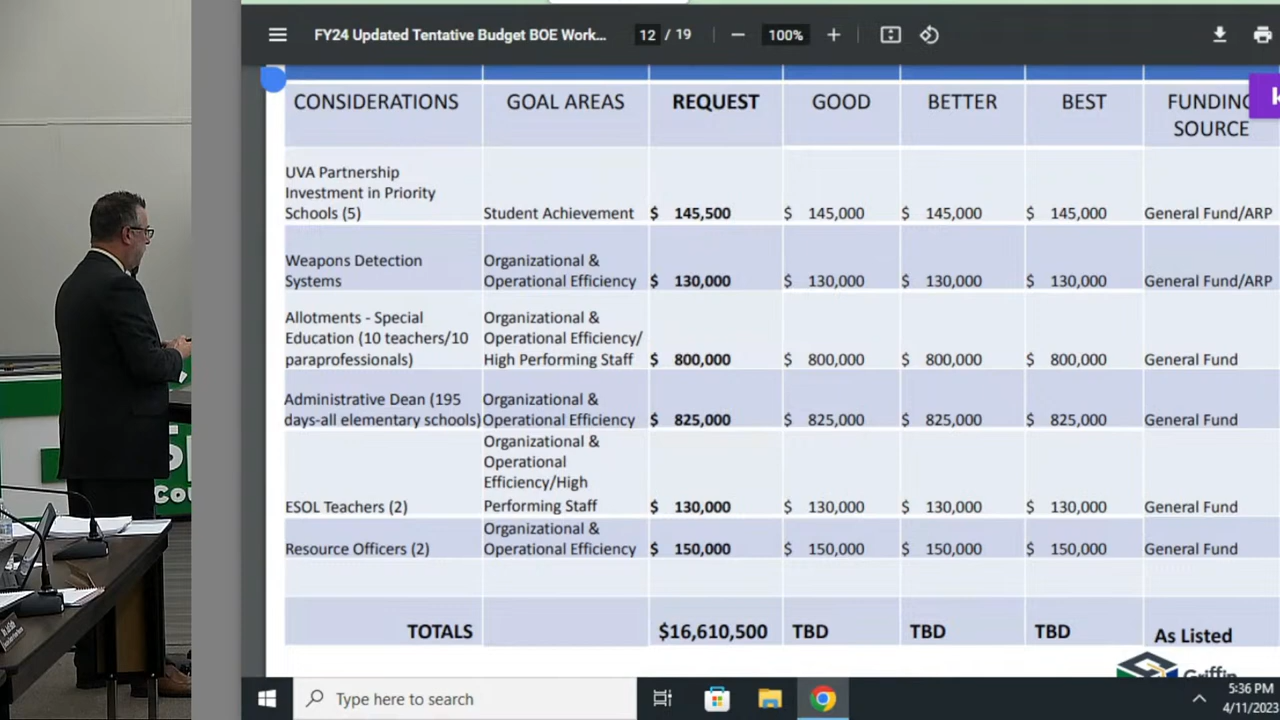 FY24 Updated Tentative Budget BOE Work...
12 / 19
100%
CONSIDERATIONS GOAL AREAS REQUEST GOOD BETTER BEST FUNDING
SOURCE
UVA Partnership
Investment in Priority
Schools (5) Student Achievement $ 145,500 $ 145,000 $ 145,000 $ 145,000 General Fund/ARP
Weapons Detection Organizational &
Systems Operational Efficiency $ 130,000 $ 130,000 $ 130,000 $ 130,000 General Fund/ARP
Allotments - Special Organizational &
Education (10 teachers/10 Operational Efficiency/
paraprofessionals) High Performing Staff $ 800,000 $ 800,000 $ 800,000 $ 800,000 General Fund
Administrative Dean (195 Organizational &
days-all elementary schools) Operational Efficiency $ 825,000 $ 825,000 $ 825,000 $ 825,000 General Fund
Organizational &
Operational
Efficiency/High
ESOL Teachers (2) Performing Staff $ 130,000 $ 130,000 $ 130,000 $ 130,000 General Fund
Organizational &
Resource Officers (2) Operational Efficiency $ 150,000 $ 150,000 $ 150,000 $ 150,000 General Fund
TOTALS $16,610,500 TBD TBD TBD As Listed
Griffin
Type here to search
5:36 PM
4/11/2023